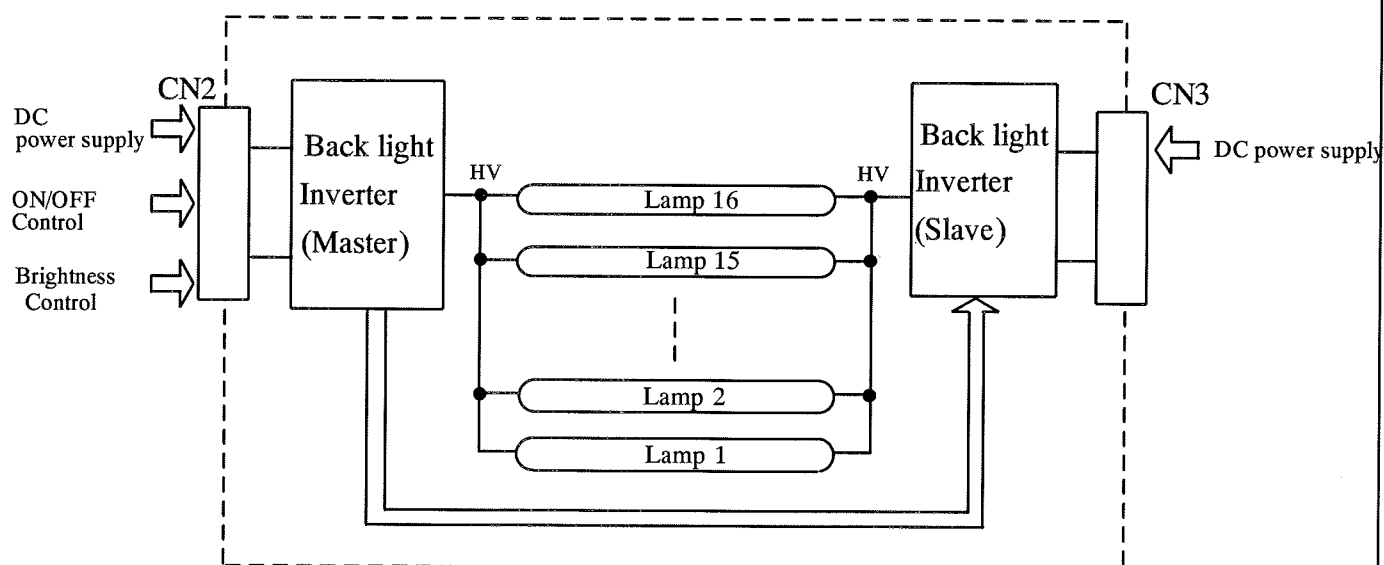 CN2
DC
power supply
ON/OFF
Control
Brightness
Control
Back light
Inverter
(Master)
HV
Lamp 16
Lamp 15
Lamp 2
Lamp 1
HV
Back light
Inverter
(Slave)
CN3
DC power supply